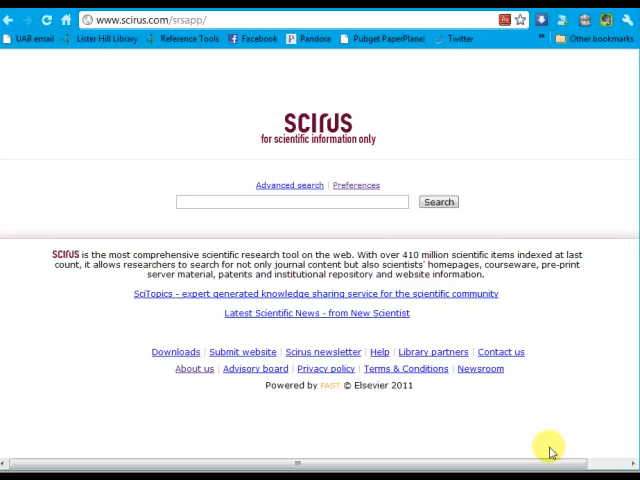 www.scirus.com/srsapp/
UAB email Lister Hill Library Reference Tools Facebook Pandora Pubget PaperPlane! Twitter » Other bookmarks
SCIRUS
for scientific information only
Advanced search | Preferences
Search
SCIRUS is the most comprehensive scientific research tool on the web. With over 410 million scientific items indexed at last
count, it allows researchers to search for not only journal content but also scientists' homepages, courseware, pre-print
server material, patents and institutional repository and website information.
SciTopics - expert generated knowledge sharing service for the scientific community
Latest Scientific News - from New Scientist
Downloads | Submit website | Scirus newsletter | Help | Library partners | Contact us
About us | Advisory board | Privacy policy | Terms & Conditions | Newsroom
Powered by FAST © Elsevier 2011